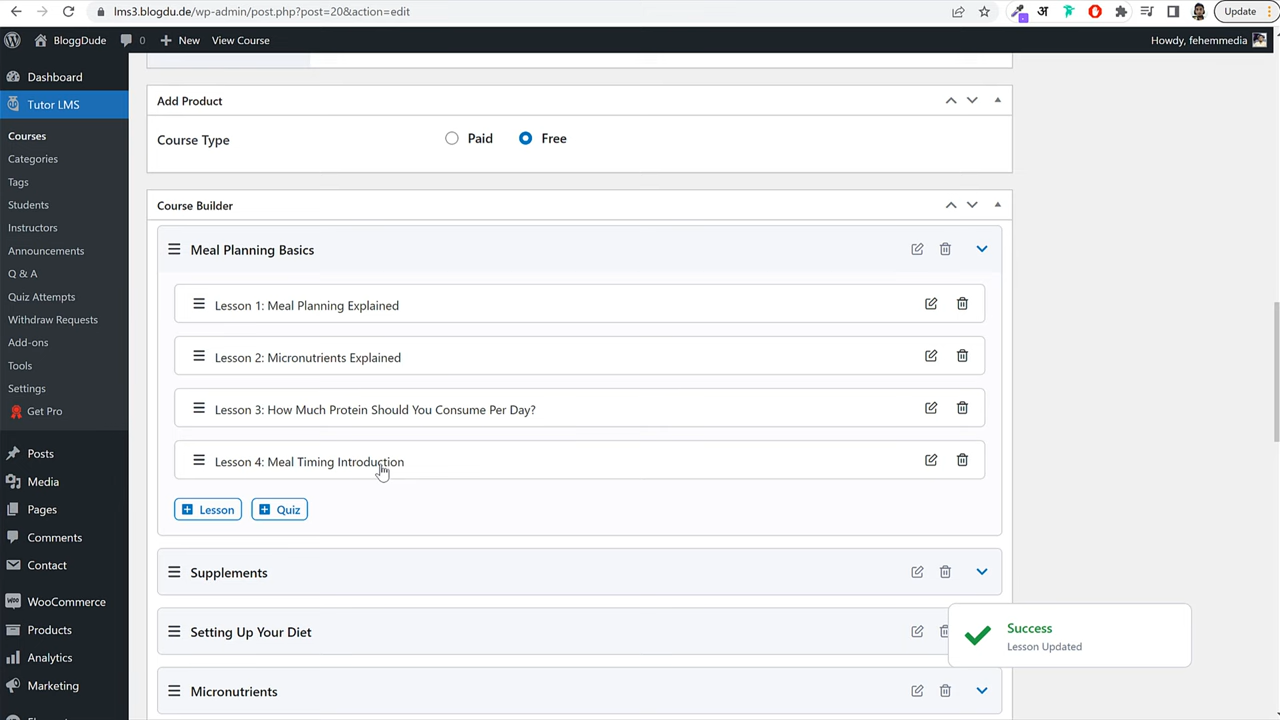 lms3.blogdu.de/wp-admin/post.php?post=20&action=edit
Update
BloggDude
0
New
View Course
Howdy, fehemmedia
Dashboard
Tutor LMS
Courses
Categories
Tags
Students
Instructors
Announcements
Q & A
Quiz Attempts
Withdraw Requests
Add-ons
Tools
Settings
Get Pro
Posts
Media
Pages
Comments
Contact
WooCommerce
Products
Analytics
Marketing
Add Product
Course Type
Paid
Free
Course Builder
Meal Planning Basics
Lesson 1: Meal Planning Explained
Lesson 2: Micronutrients Explained
Lesson 3: How Much Protein Should You Consume Per Day?
Lesson 4: Meal Timing Introduction
Lesson
Quiz
Supplements
Setting Up Your Diet
Micronutrients
Success
Lesson Updated